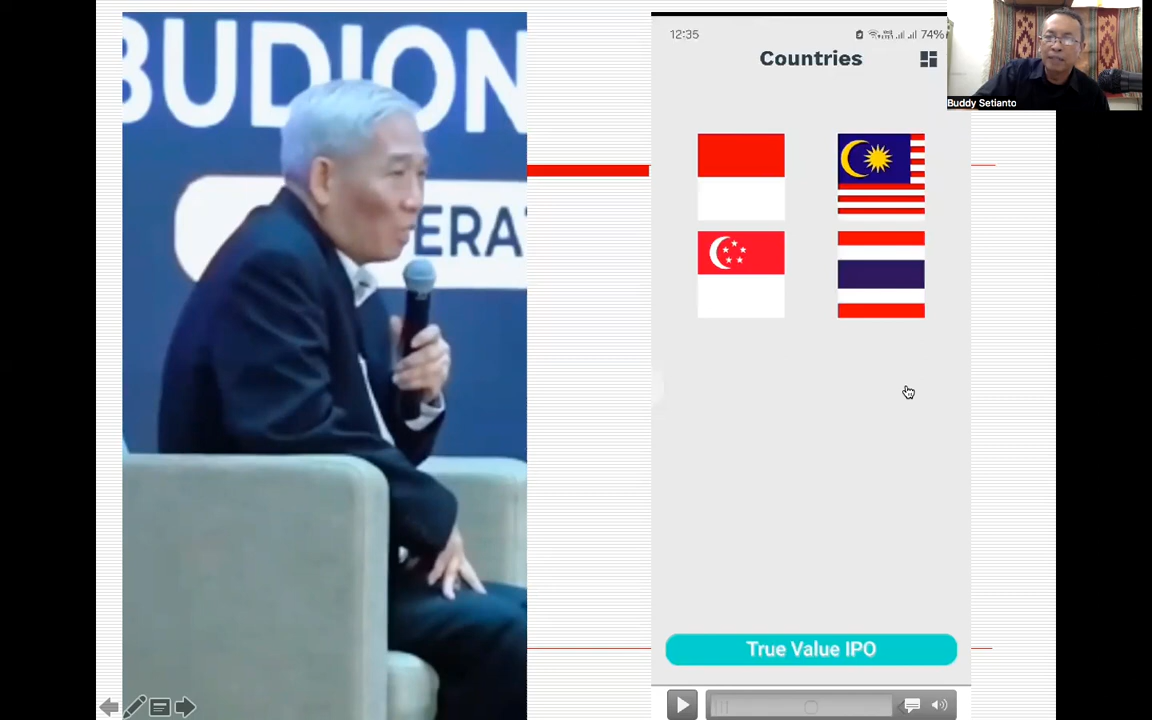 BUDION
ERA
12:35
74%
Countries
Buddy Setianto
True Value IPO